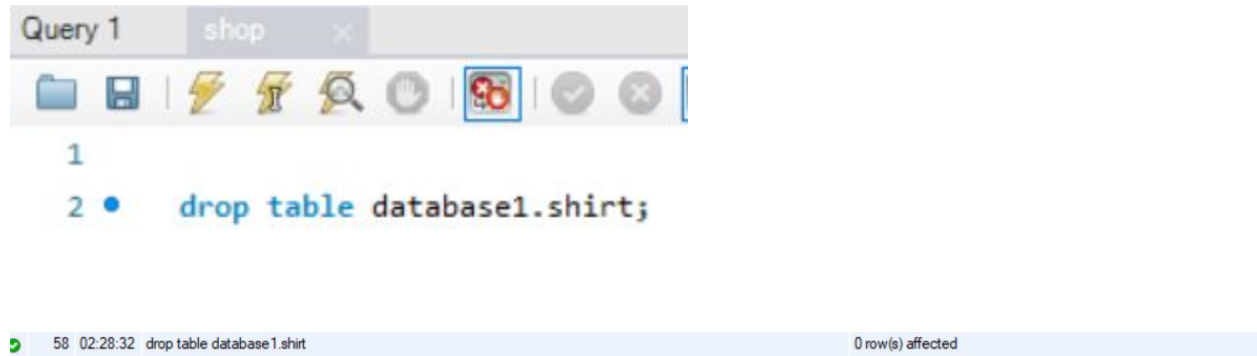 Query 1 shop
1
2 drop table database1.shirt;
58 02:28:32 drop table database1.shirt 0 row(s) affected